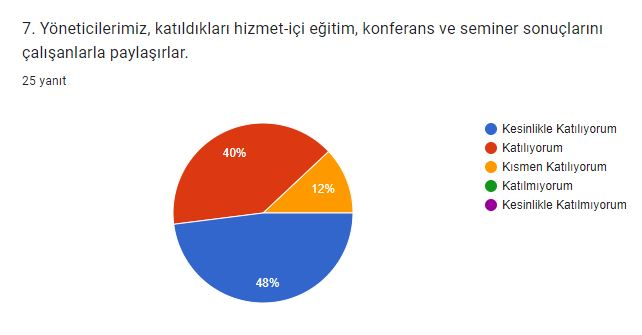 7. Yöneticilerimiz, katıldıkları hizmet-içi eğitim, konferans ve seminer sonuçlarını
çalışanlarla paylaşırlar.
25 yanıt
Kesinlikle Katılıyorum
Katılıyorum
Kısmen Katılıyorum
Katılmıyorum
Kesinlikle Katılmıyorum
40%
12%
48%